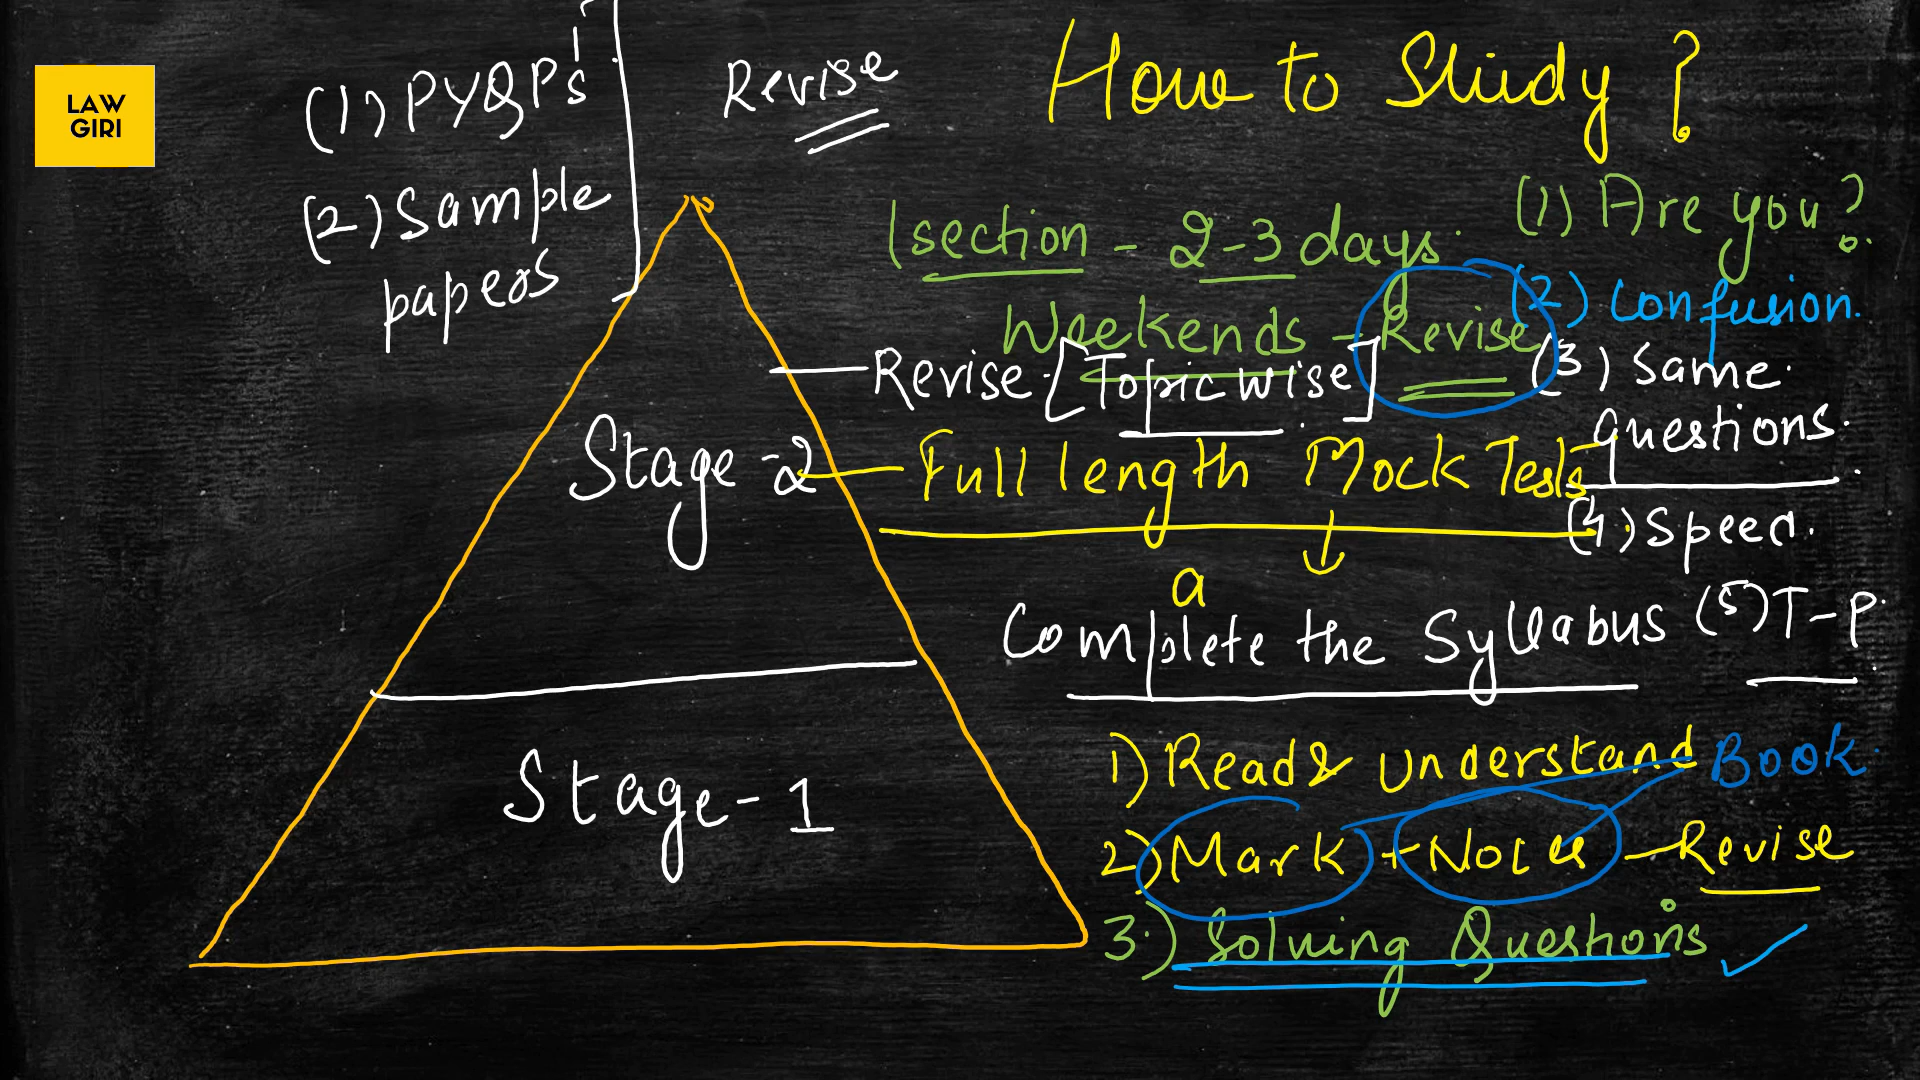 LAW
GIRI
(1) PYQP's
(2) Sample
papers
Revise
How to Study?
1 section - 2-3 days.
Weekends - Revise
Revise. [Topic wise]
Stage-2
Full length Mock Tests
a
Complete the Syllabus
(1) Are you?
(2) Confusion.
(3) Same
questions.
(4) Speed.
(5) T-P.
Stage-1
1) Read & understand Book.
2) Mark + Notes - Revise
3.) Solving Questions